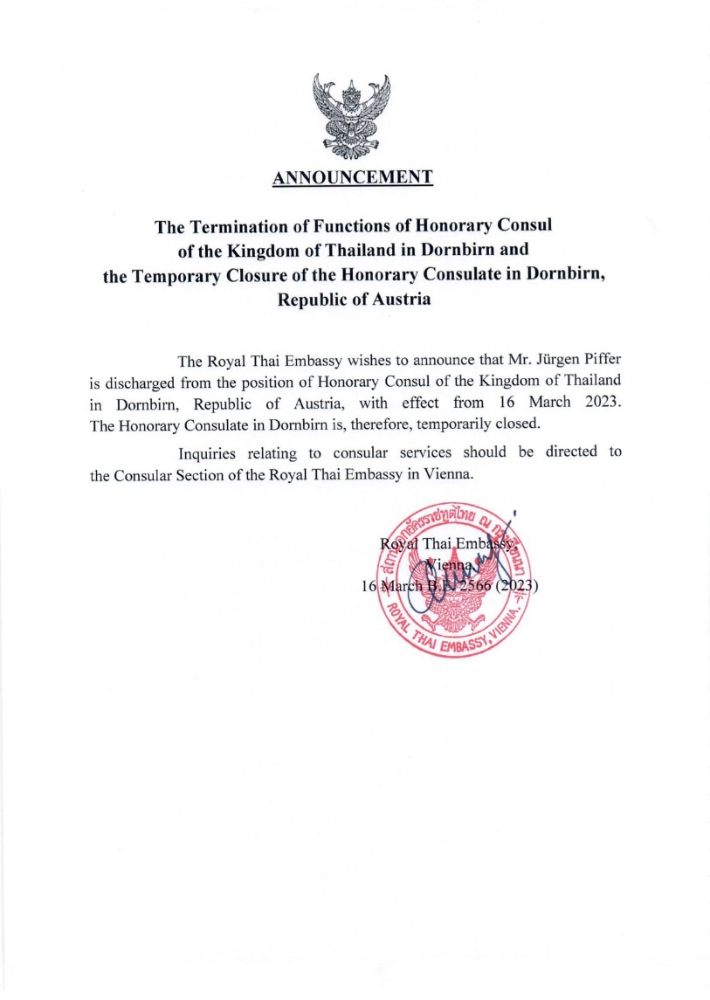 ANNOUNCEMENT
The Termination of Functions of Honorary Consul
of the Kingdom of Thailand in Dornbirn and
the Temporary Closure of the Honorary Consulate in Dornbirn,
Republic of Austria
The Royal Thai Embassy wishes to announce that Mr. Jürgen Piffer
is discharged from the position of Honorary Consul of the Kingdom of Thailand
in Dornbirn, Republic of Austria, with effect from 16 March 2023.
The Honorary Consulate in Dornbirn is, therefore, temporarily closed.
Inquiries relating to consular services should be directed to
the Consular Section of the Royal Thai Embassy in Vienna.
สถานเอกอัครราชทูตไทย ณ กรุงเวียนนา
Royal Thai Embassy,
Vienna
16 March B.E. 2566 (2023)
ROYAL THAI EMBASSY, VIENNA.